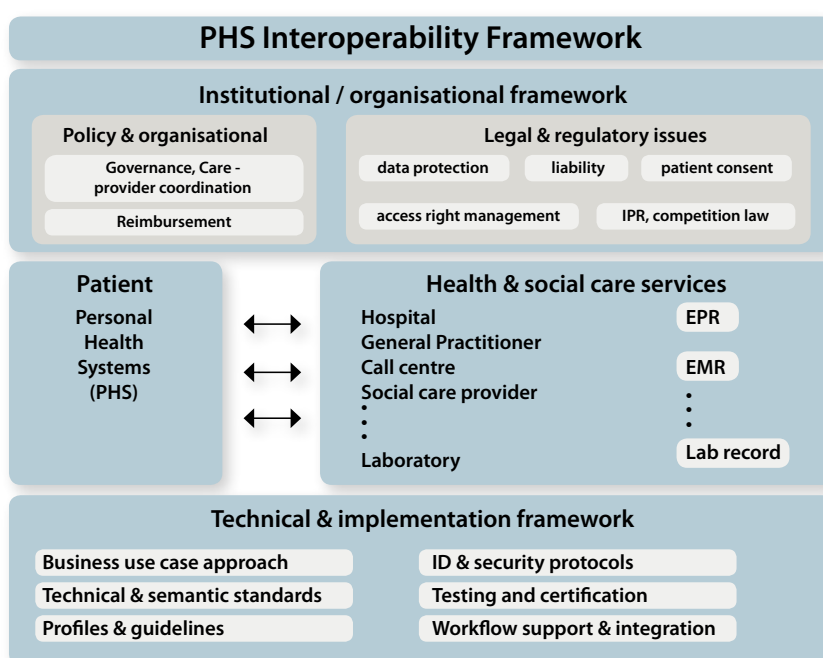 PHS Interoperability Framework
Institutional / organisational framework
Policy & organisational
Governance, Care -
provider coordination
Reimbursement
Legal & regulatory issues
data protection
liability
patient consent
access right management
IPR, competition law
Patient
Personal
Health
Systems
(PHS)
Health & social care services
Hospital
EPR
General Practitioner
Call centre
EMR
Social care provider
Laboratory
Lab record
Technical & implementation framework
Business use case approach
Technical & semantic standards
Profiles & guidelines
ID & security protocols
Testing and certification
Workflow support & integration